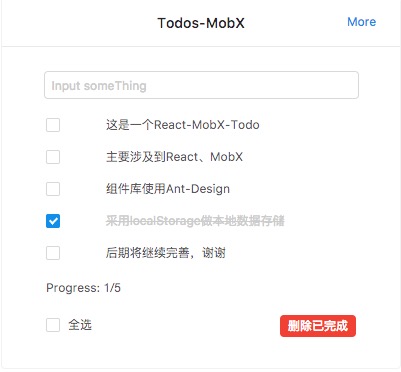 Todos-MobX
More
Input someThing
这是一个React-MobX-Todo
主要涉及到React、MobX
组件库使用Ant-Design
采用localStorage做本地数据存储
后期将继续完善，谢谢
Progress: 1/5
全选
删除已完成